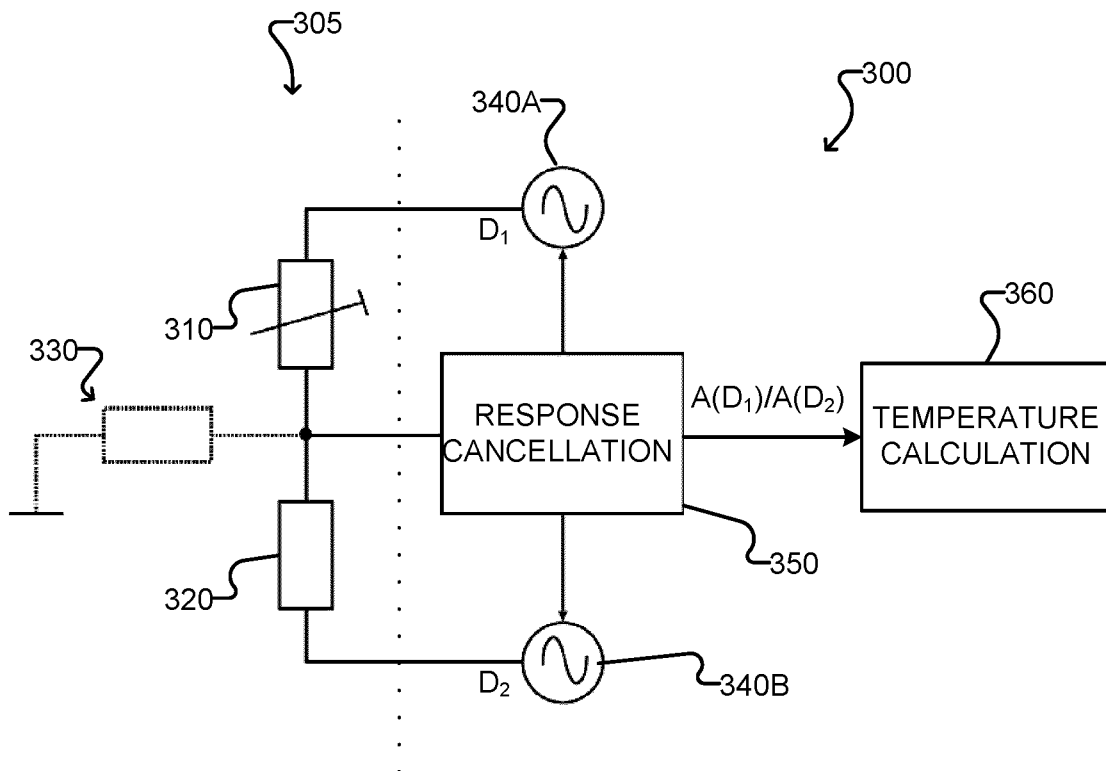 305
300
340A
D₁
310
360
330
RESPONSE
CANCELLATION
A(D₁)/A(D₂)
TEMPERATURE
CALCULATION
350
320
D₂
340B